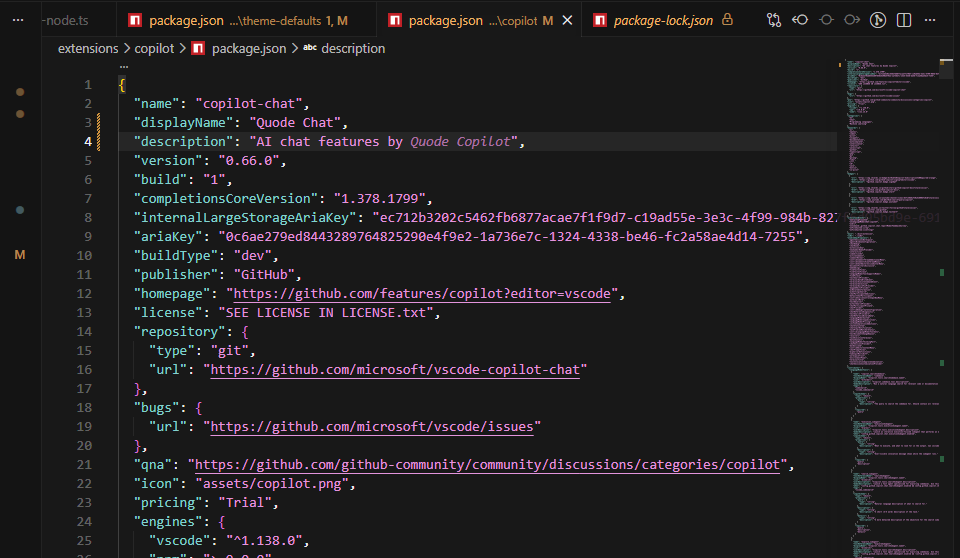 -node.ts
package.json ...\theme-defaults 1, M
package.json ...\copilot M
package-lock.json
extensions > copilot > package.json > abc description
...
1 {
2 "name": "copilot-chat",
3 "displayName": "Quode Chat",
4 "description": "AI chat features by Quode Copilot",
5 "version": "0.66.0",
6 "build": "1",
7 "completionsCoreVersion": "1.378.1799",
8 "internalLargeStorageAriaKey": "ec712b3202c5462fb6877acae7f1f9d7-c19ad55e-3e3c-4f99-984b-827
9 "ariaKey": "0c6ae279ed8443289764825290e4f9e2-1a736e7c-1324-4338-be46-fc2a58ae4d14-7255",
M
10 "buildType": "dev",
11 "publisher": "GitHub",
12 "homepage": "https://github.com/features/copilot?editor=vscode",
13 "license": "SEE LICENSE IN LICENSE.txt",
14 "repository": {
15 "type": "git",
16 "url": "https://github.com/microsoft/vscode-copilot-chat"
17 },
18 "bugs": {
19 "url": "https://github.com/microsoft/vscode/issues"
20 },
21 "qna": "https://github.com/github-community/community/discussions/categories/copilot",
22 "icon": "assets/copilot.png",
23 "pricing": "Trial",
24 "engines": {
25 "vscode": "^1.138.0",